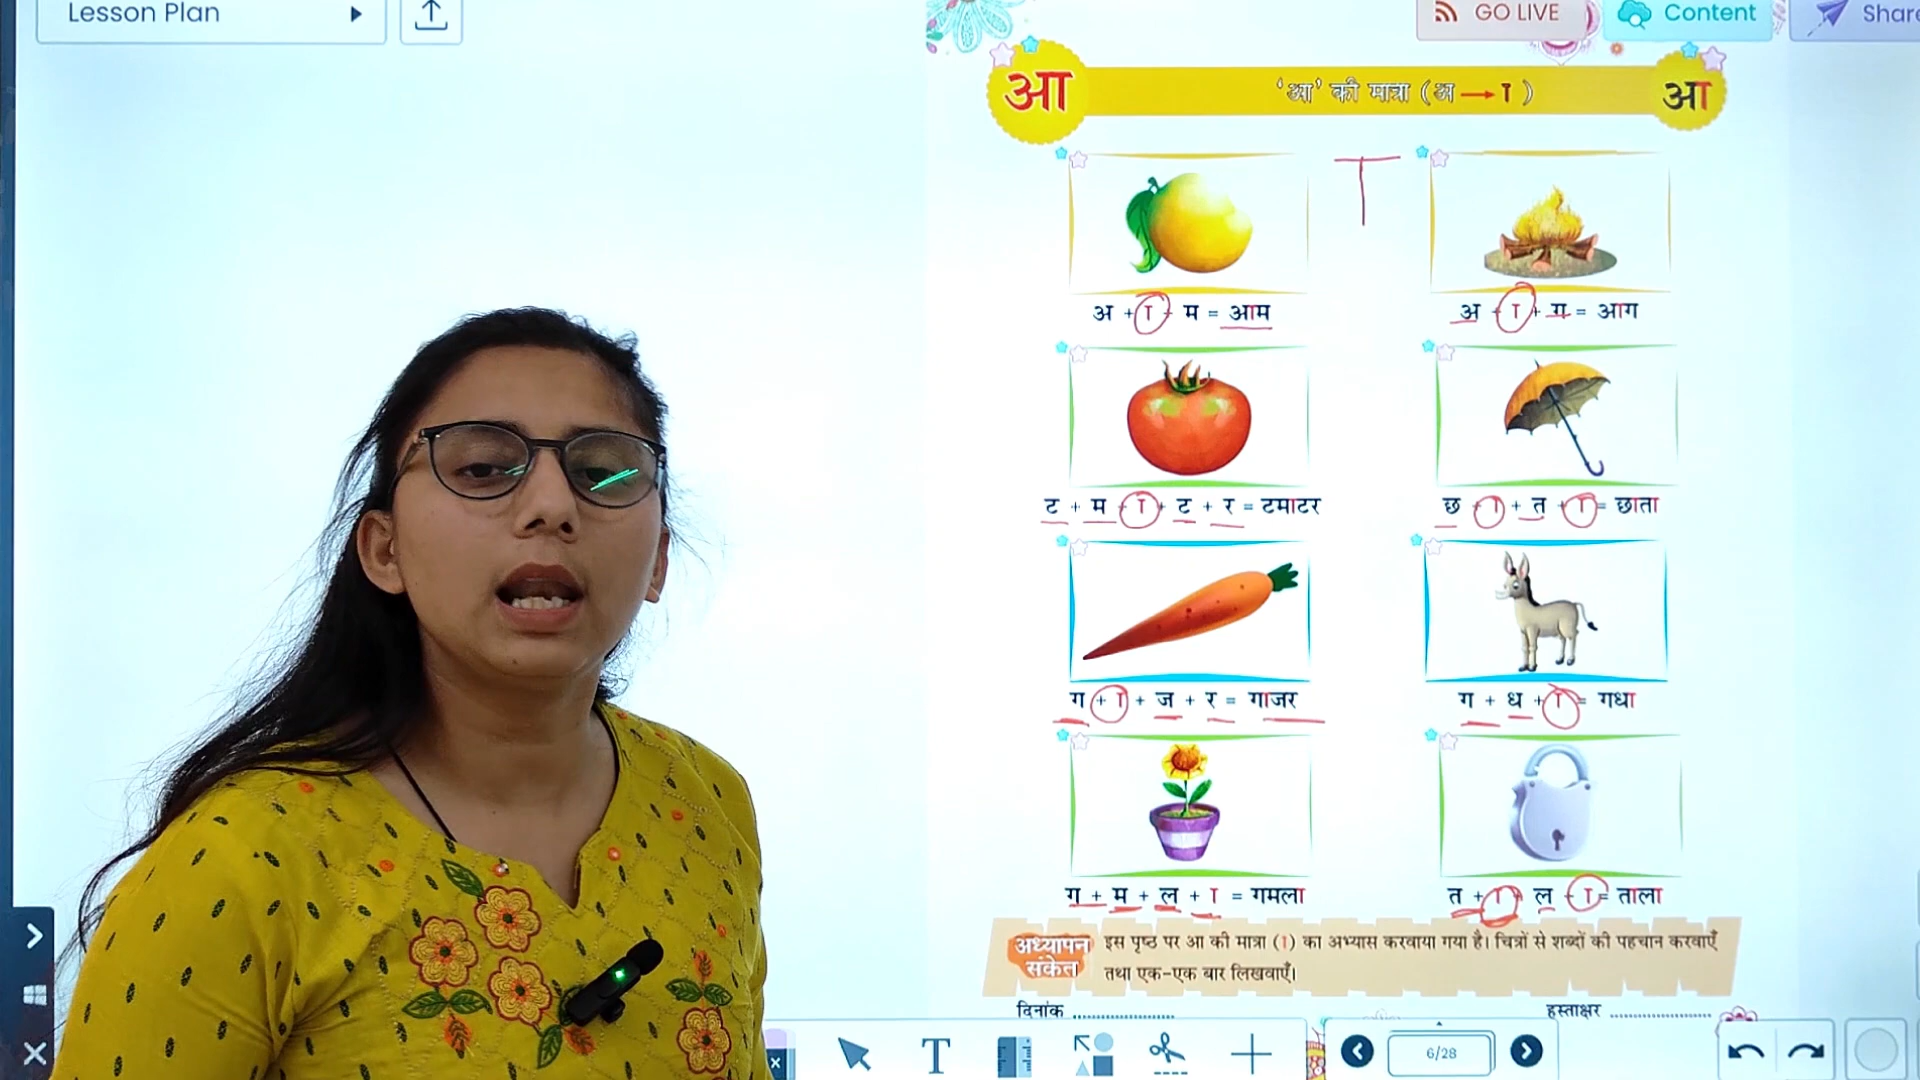 Lesson Plan
GO LIVE
Content
Share
आ
'आ' की मात्रा (अ → ा)
आ
अ + ा + म = आम
अ + ा + ग = आग
ट + म + ा + ट + र = टमाटर
छ + ा + त + ा = छाता
ग + ा + ज + र = गाजर
ग + ध + ा = गधा
ग + म + ल + ा = गमला
त + ा + ल + ा = ताला
अध्यापन संकेत
इस पृष्ठ पर आ की मात्रा (ा) का अभ्यास करवाया गया है। चित्रों से शब्दों की पहचान करवाएँ
तथा एक-एक बार लिखवाएँ।
दिनांक ....................
हस्ताक्षर ....................
T
6/28